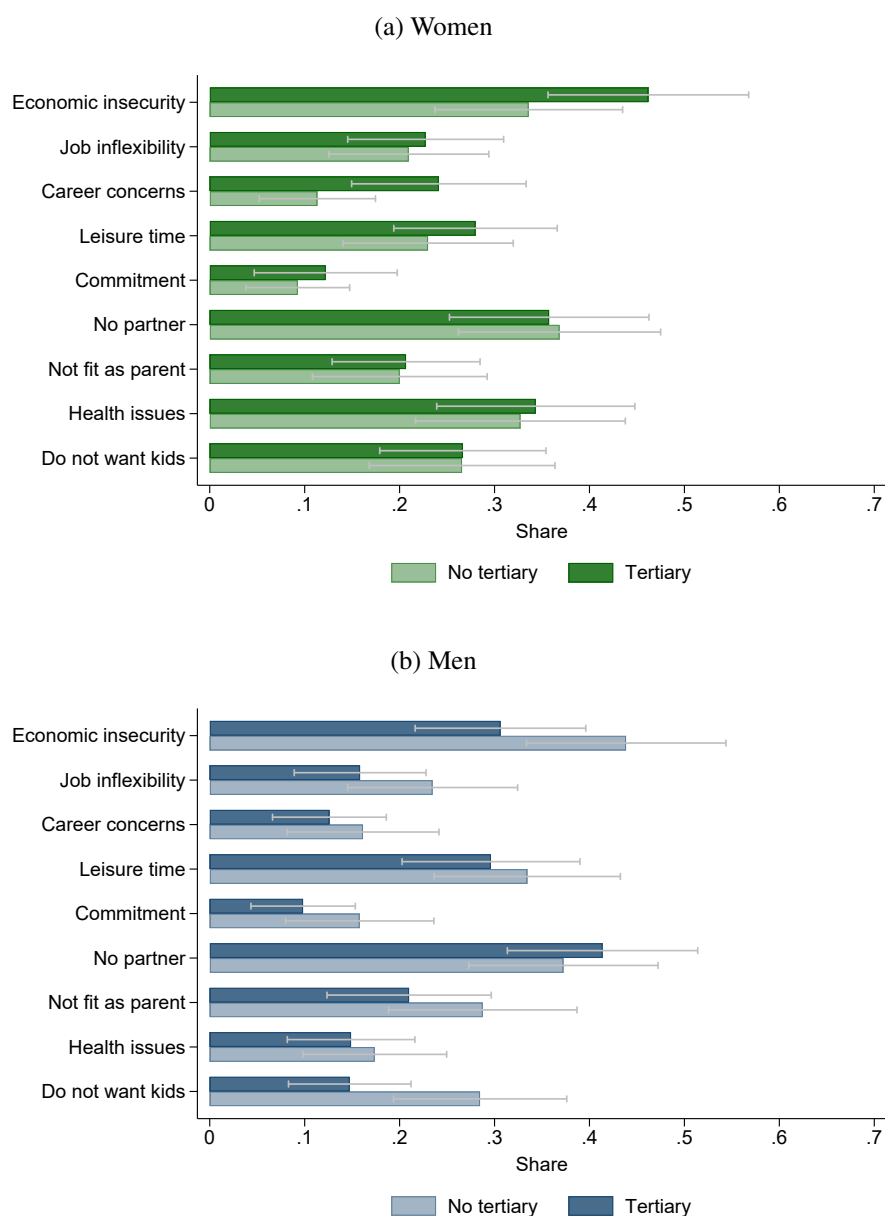 (a) Women
Economic insecurity
Job inflexibility
Career concerns
Leisure time
Commitment
No partner
Not fit as parent
Health issues
Do not want kids
0 .1 .2 .3 .4 .5 .6 .7
Share
No tertiary Tertiary
(b) Men
Economic insecurity
Job inflexibility
Career concerns
Leisure time
Commitment
No partner
Not fit as parent
Health issues
Do not want kids
0 .1 .2 .3 .4 .5 .6 .7
Share
No tertiary Tertiary